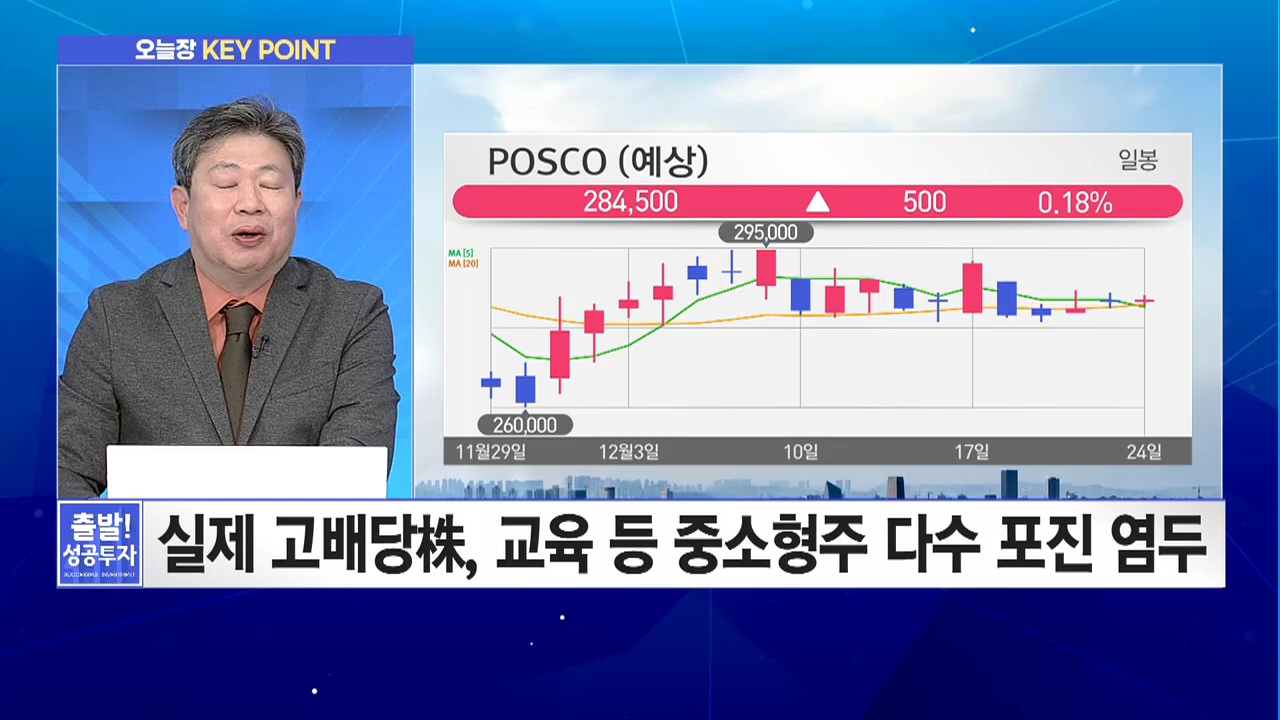 오늘장 KEY POINT
POSCO (예상)
일봉
284,500 ▲ 500 0.18%
295,000
MA [5]
MA [20]
260,000
11월29일 12월3일 10일 17일 24일
출발!
성공투자
SUCCESSFUL INVESTMENT
실제 고배당株, 교육 등 중소형주 다수 포진 염두